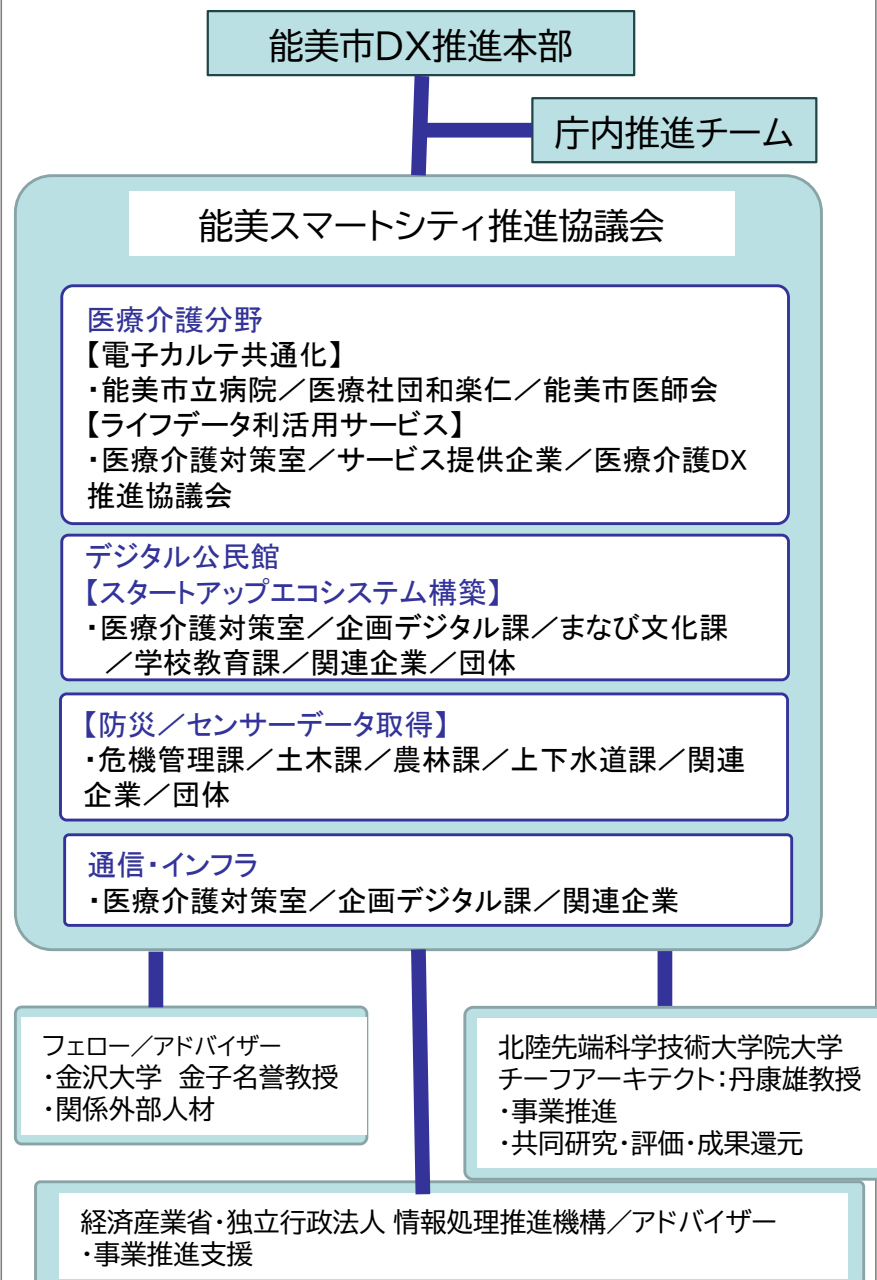 能美市DX推進本部
庁内推進チーム
能美スマートシティ推進協議会
医療介護分野
【電子カルテ共通化】
・能美市立病院／医療社団和楽仁／能美市医師会
【ライフデータ利活用サービス】
・医療介護対策室／サービス提供企業／医療介護DX
推進協議会
デジタル公民館
【スタートアップエコシステム構築】
・医療介護対策室／企画デジタル課／まなび文化課
／学校教育課／関連企業／団体
【防災／センサーデータ取得】
・危機管理課／土木課／農林課／上下水道課／関連
企業／団体
通信・インフラ
・医療介護対策室／企画デジタル課／関連企業
フェロー／アドバイザー
・金沢大学　金子名誉教授
・関係外部人材
北陸先端科学技術大学院大学
チーフアーキテクト：丹康雄教授
・事業推進
・共同研究・評価・成果還元
経済産業省・独立行政法人 情報処理推進機構／アドバイザー
・事業推進支援